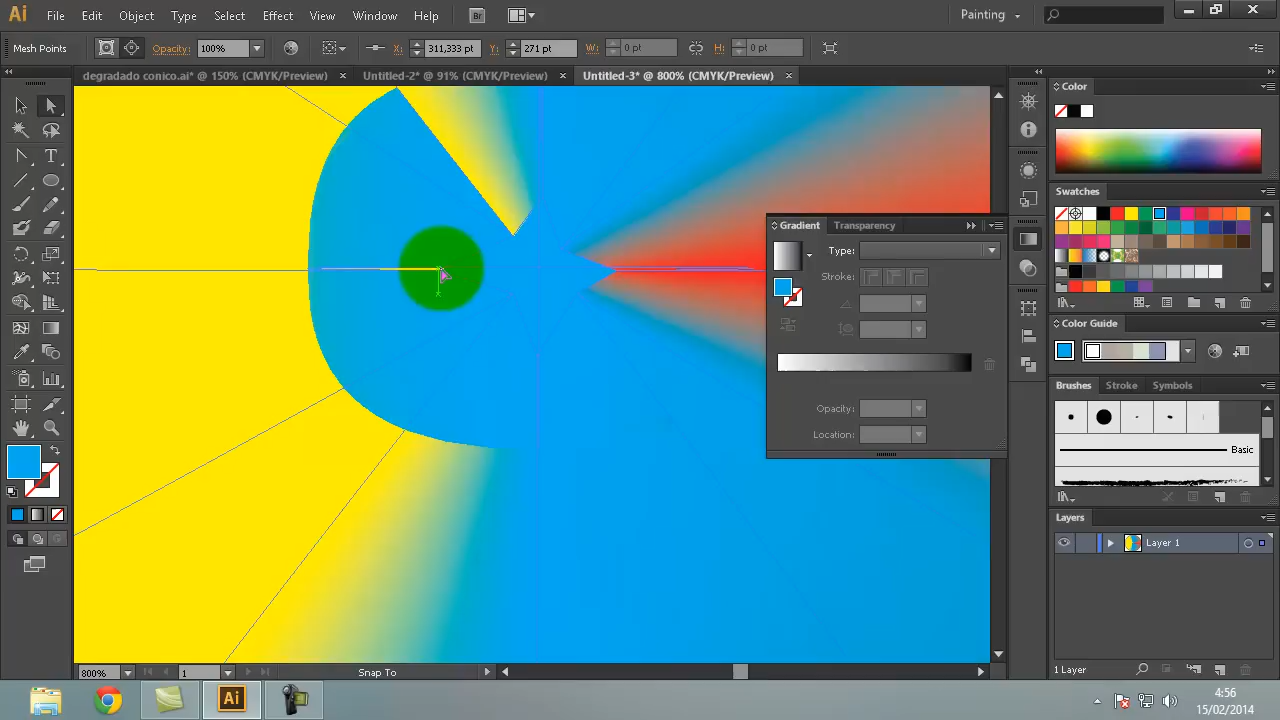 Ai File Edit Object Type Select Effect View Window Help Br Painting
Mesh Points Opacity: 100% X: 311,333 pt Y: 271 pt W: 0 pt H: 0 pt
degradado conico.ai* @ 150% (CMYK/Preview) Untitled-2* @ 91% (CMYK/Preview) Untitled-3* @ 800% (CMYK/Preview)
Color
Swatches
Gradient Transparency
Type:
Stroke:
Opacity:
Location:
Color Guide
Brushes Stroke Symbols
Basic
Layers
Layer 1
1 Layer
800% 1 Snap To
Ai
4:56
15/02/2014